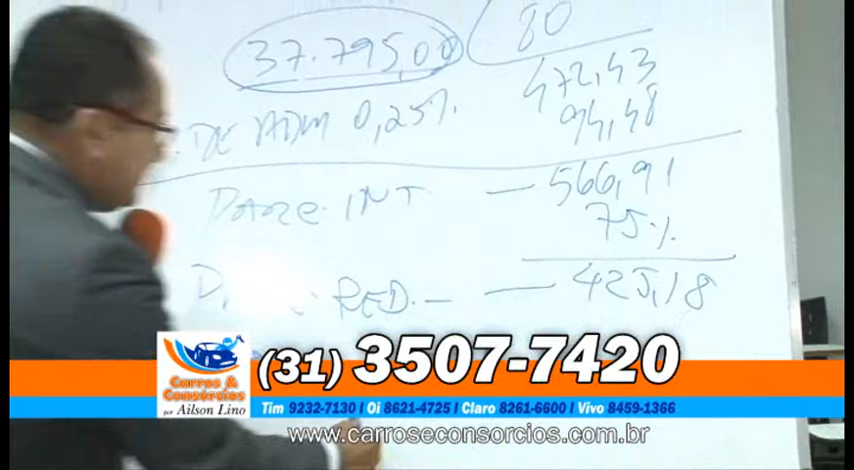 37.795,00
80
472,43
DE ADM 0,25%.
94,48
INT. — 566,91
75%
RED. — 425,18
(31) 3507-7420
Carros &
Consórcios
por Ailson Lino
Tim 9232-7130 I Oi 8621-4725 I Claro 8261-6600 I Vivo 8459-1366
www.carroseconsorcios.com.br